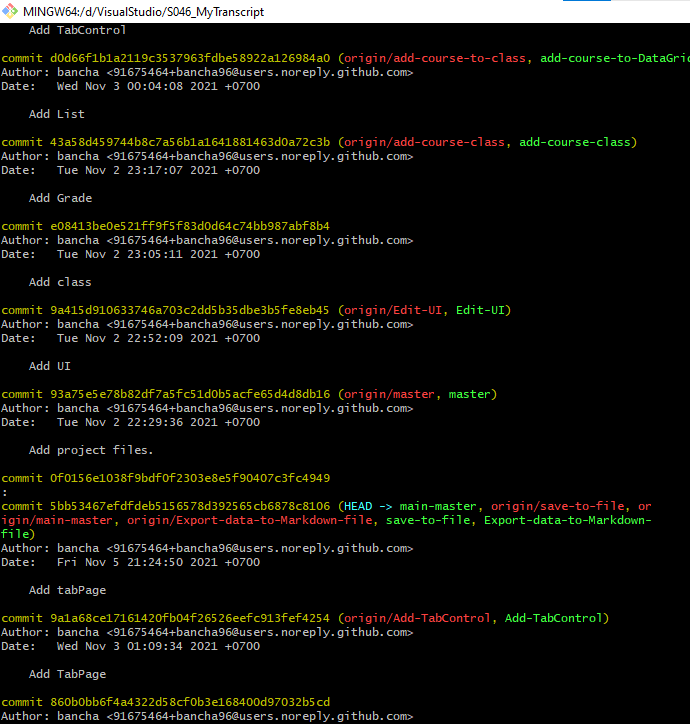 MINGW64:/d/VisualStudio/S046_MyTranscript
Add TabControl
commit d0d66f1b1a2119c3537963fdbe58922a126984a0 (origin/add-course-to-class, add-course-to-DataGrid
Author: bancha <91675464+bancha96@users.noreply.github.com>
Date:   Wed Nov 3 00:04:08 2021 +0700
Add List
commit 43a58d459744b8c7a56b1a1641881463d0a72c3b (origin/add-course-class, add-course-class)
Author: bancha <91675464+bancha96@users.noreply.github.com>
Date:   Tue Nov 2 23:17:07 2021 +0700
Add Grade
commit e08413be0e521ff9f5f83d0d64c74bb987abf8b4
Author: bancha <91675464+bancha96@users.noreply.github.com>
Date:   Tue Nov 2 23:05:11 2021 +0700
Add class
commit 9a415d910633746a703c2dd5b35dbe3b5fe8eb45 (origin/Edit-UI, Edit-UI)
Author: bancha <91675464+bancha96@users.noreply.github.com>
Date:   Tue Nov 2 22:52:09 2021 +0700
Add UI
commit 93a75e5e78b82df7a5fc51d0b5acfe65d4d8db16 (origin/master, master)
Author: bancha <91675464+bancha96@users.noreply.github.com>
Date:   Tue Nov 2 22:29:36 2021 +0700
Add project files.
commit 0f0156e1038f9bdf0f2303e8e5f90407c3fc4949
:
commit 5bb53467efdfdeb5156578d392565cb6878c8106 (HEAD -> main-master, origin/save-to-file, or
igin/main-master, origin/Export-data-to-Markdown-file, save-to-file, Export-data-to-Markdown-
file)
Author: bancha <91675464+bancha96@users.noreply.github.com>
Date:   Fri Nov 5 21:24:50 2021 +0700
Add tabPage
commit 9a1a68ce17161420fb04f26526eefc913fef4254 (origin/Add-TabControl, Add-TabControl)
Author: bancha <91675464+bancha96@users.noreply.github.com>
Date:   Wed Nov 3 01:09:34 2021 +0700
Add TabPage
commit 860b0bb6f4a4322d58cf0b3e168400d97032b5cd
Author: bancha <91675464+bancha96@users.noreply.github.com>